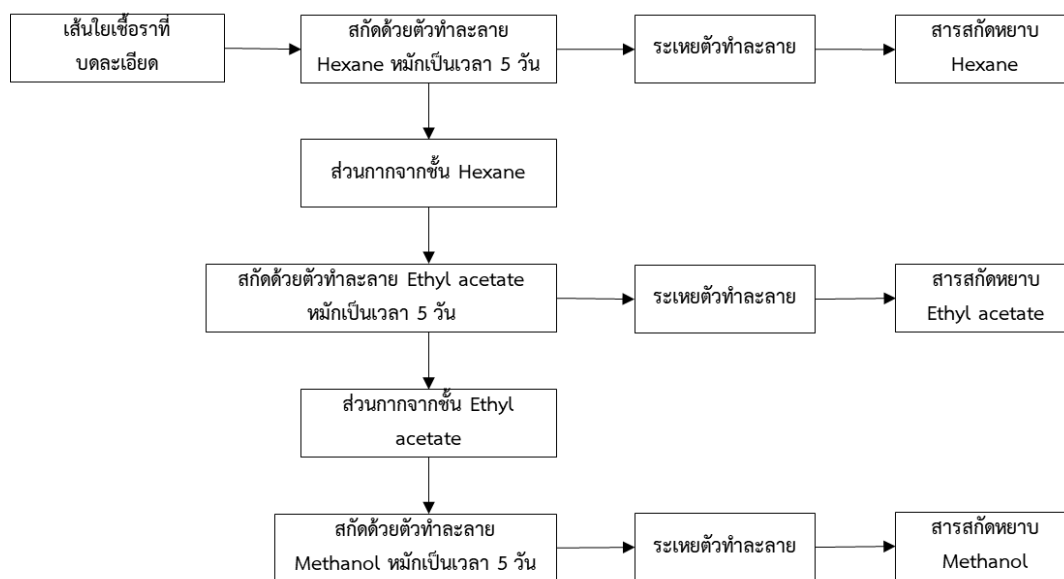 เส้นใยเชื้อราที่
บดละเอียด
สกัดด้วยตัวทำละลาย
Hexane หมักเป็นเวลา 5 วัน
ระเหยตัวทำละลาย
สารสกัดหยาบ
Hexane
ส่วนกากจากชั้น Hexane
สกัดด้วยตัวทำละลาย Ethyl acetate
หมักเป็นเวลา 5 วัน
ระเหยตัวทำละลาย
สารสกัดหยาบ
Ethyl acetate
ส่วนกากจากชั้น Ethyl
acetate
สกัดด้วยตัวทำละลาย
Methanol หมักเป็นเวลา 5 วัน
ระเหยตัวทำละลาย
สารสกัดหยาบ
Methanol